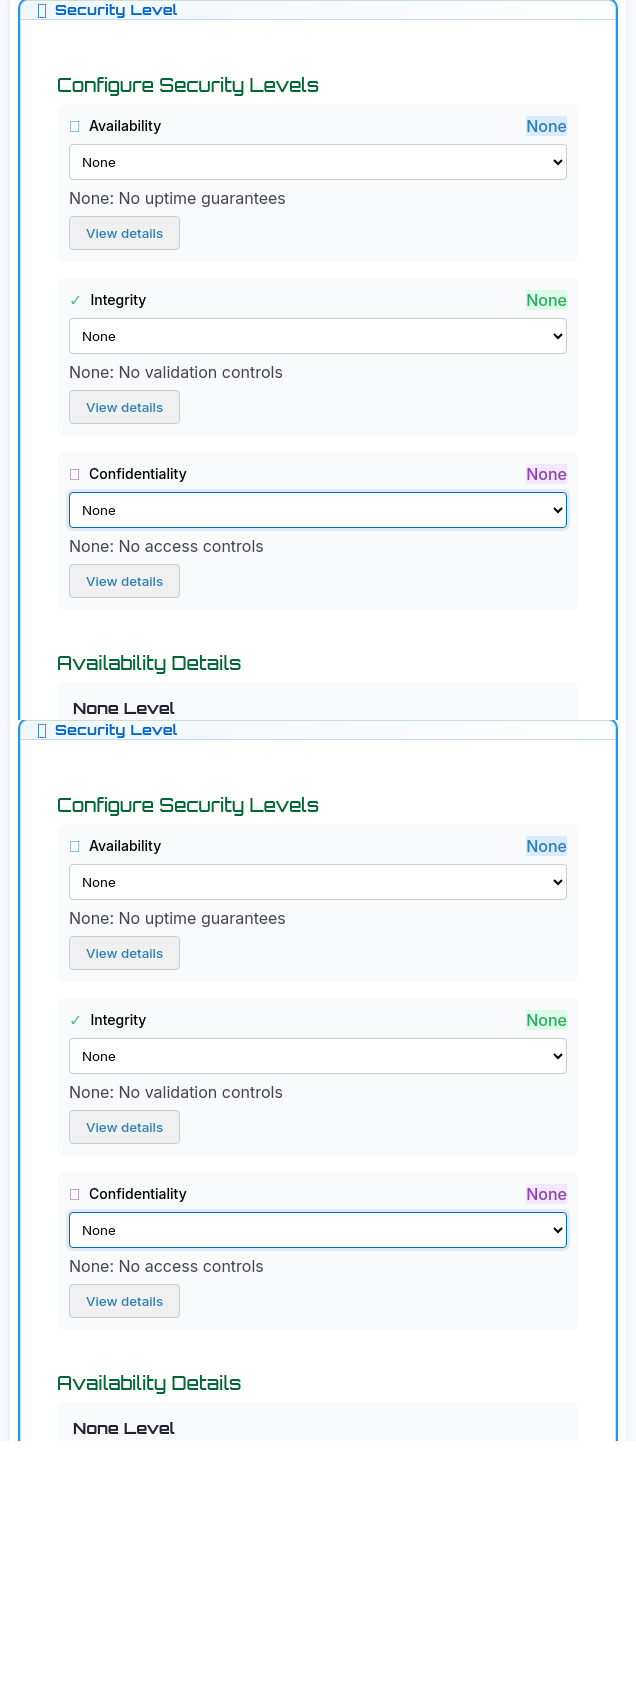 Security Level
Configure Security Levels
Availability None
None
None: No uptime guarantees
View details
✓ Integrity None
None
None: No validation controls
View details
Confidentiality None
None
None: No access controls
View details
Availability Details
None Level
Security Level
Configure Security Levels
Availability None
None
None: No uptime guarantees
View details
✓ Integrity None
None
None: No validation controls
View details
Confidentiality None
None
None: No access controls
View details
Availability Details
None Level